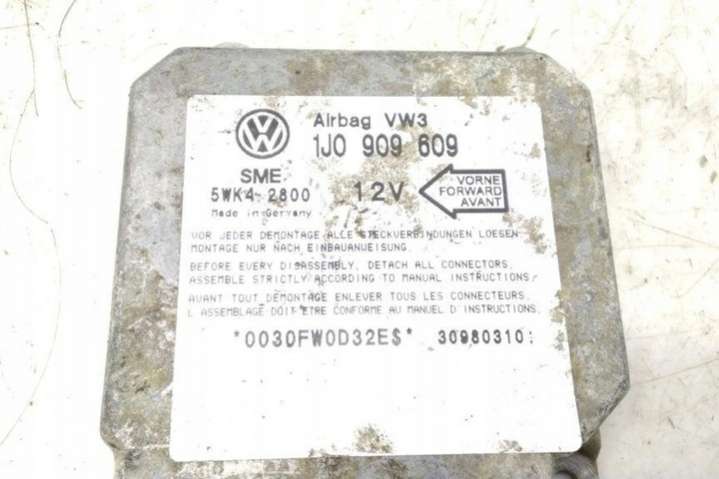 Airbag VW3
1J0 909 609
SME
5WK4 2800
12V
VORNE
FORWARD
AVANT
Made in Germany
VOR JEDER DEMONTAGE ALLE STECKVERBINDUNGEN LOESEN
MONTAGE NUR NACH EINBAUANWEISUNG.
BEFORE EVERY DISASSEMBLY, DETACH ALL CONNECTORS.
ASSEMBLE STRICTLY ACCORDING TO MANUAL INSTRUCTIONS.
AVANT TOUT DEMONTAGE ENLEVER TOUS LES CONNECTEURS.
L ASSEMBLAGE DOIT ETRE CONFORME AU MANUEL D INSTRUCTIONS.
*0030FW0D32E$* 30980310